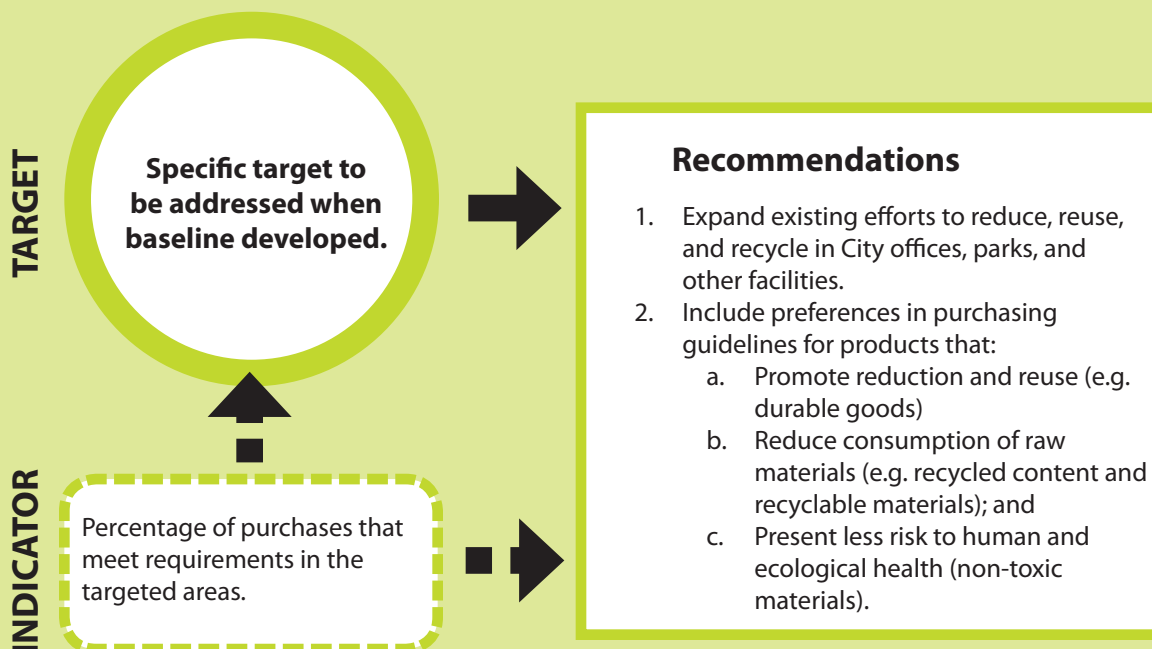 TARGET
Specific target to
be addressed when
baseline developed.
INDICATOR
Percentage of purchases that
meet requirements in the
targeted areas.
Recommendations
1. Expand existing efforts to reduce, reuse,
and recycle in City offices, parks, and
other facilities.
2. Include preferences in purchasing
guidelines for products that:
a. Promote reduction and reuse (e.g.
durable goods)
b. Reduce consumption of raw
materials (e.g. recycled content and
recyclable materials); and
c. Present less risk to human and
ecological health (non-toxic
materials).